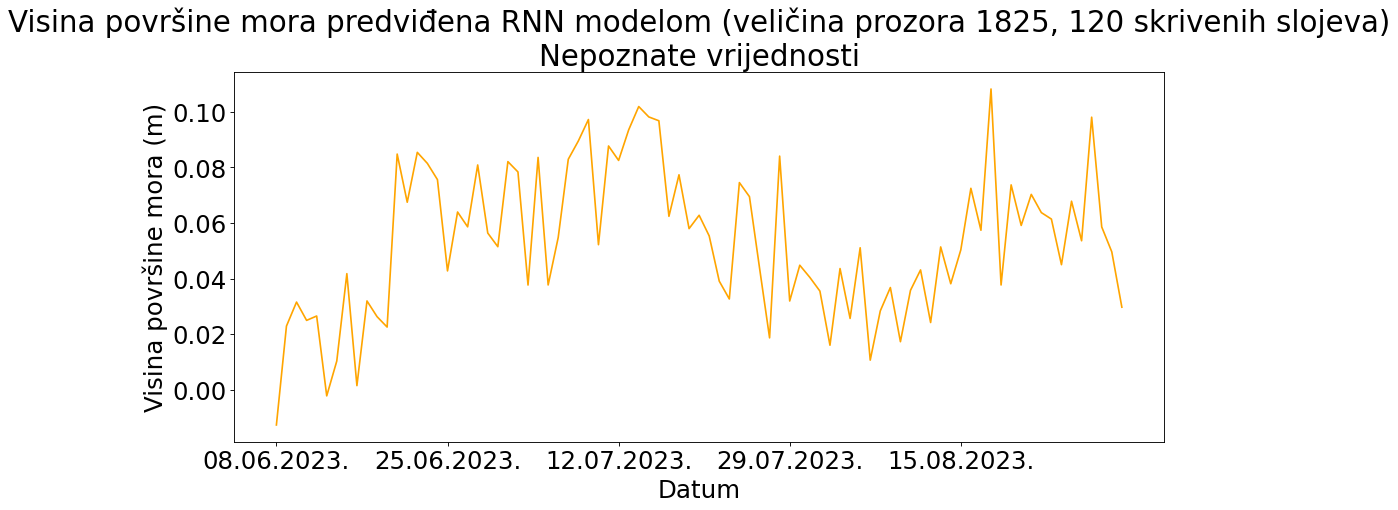 Visina površine mora predviđena RNN modelom (veličina prozora 1825, 120 skrivenih slojeva)
Nepoznate vrijednosti
Visina površine mora (m)
0.10
0.08
0.06
0.04
0.02
0.00
08.06.2023. 25.06.2023. 12.07.2023. 29.07.2023. 15.08.2023.
Datum